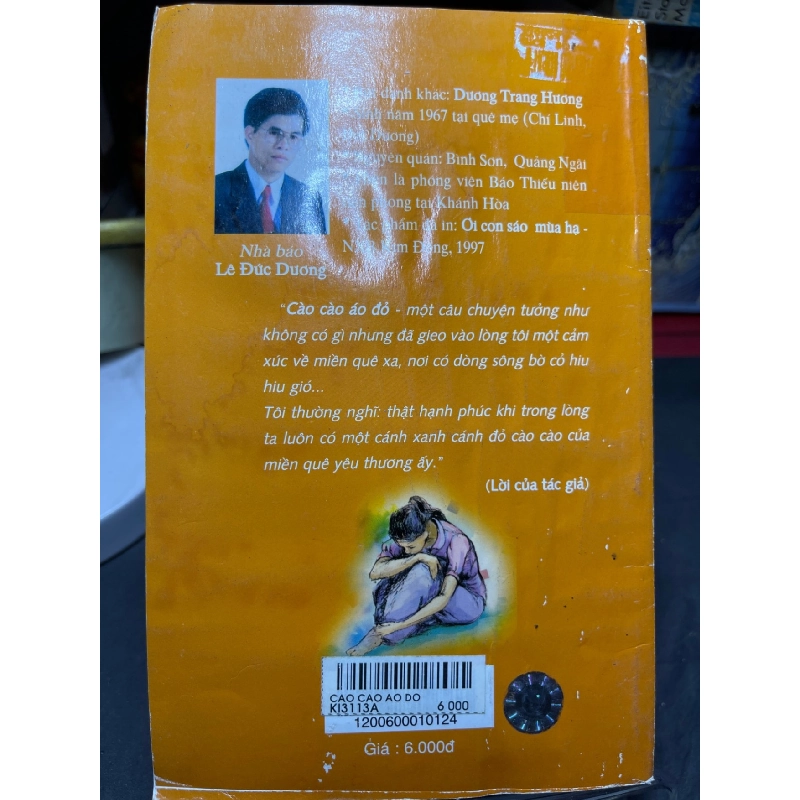 danh khác: Dương Trang Hương
năm 1967 tại quê mẹ (Chí Linh,
quán: Bình Sơn, Quảng Ngãi
là phóng viên Báo Thiếu niên
phong tại Khánh Hòa
phẩm đã in: Ơi con sáo mùa hạ -
Đồng, 1997
Nhà báo
Lê Đức Dương
"Cào cào áo đỏ - một câu chuyện tưởng như
không có gì nhưng đã gieo vào lòng tôi một cảm
xúc về miền quê xa, nơi có dòng sông bờ cỏ hiu
hiu gió...
Tôi thường nghĩ: thật hạnh phúc khi trong lòng
ta luôn có một cánh xanh cánh đỏ cào cào của
miền quê yêu thương ấy."
(Lời của tác giả)
CAO CAO AO DO
KI3113A 6 000
1200600010124
Giá : 6.000đ